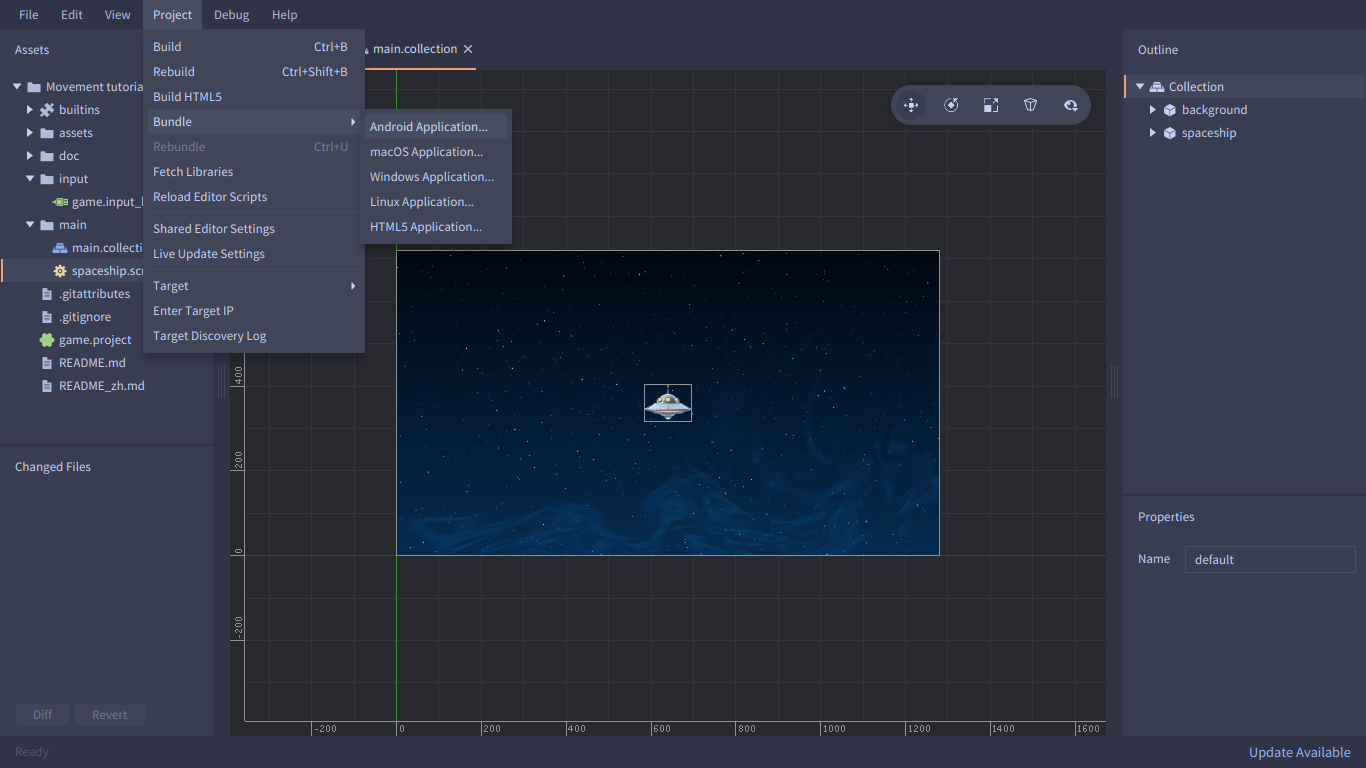 File Edit View Project Debug Help
Assets
Movement tutoria
builtins
assets
doc
input
game.input_
main
main.collecti
spaceship.scr
.gitattributes
.gitignore
game.project
README.md
README_zh.md
Changed Files
Diff Revert
Ready
Build Ctrl+B
Rebuild Ctrl+Shift+B
Build HTML5
Bundle
Rebundle Ctrl+U
Fetch Libraries
Reload Editor Scripts
Shared Editor Settings
Live Update Settings
Target
Enter Target IP
Target Discovery Log
Android Application...
macOS Application...
Windows Application...
Linux Application...
HTML5 Application...
main.collection
400
200
0
-200
-200 0 200 400 600 800 1000 1200 1400 1600
Outline
Collection
background
spaceship
Properties
Name default
Update Available